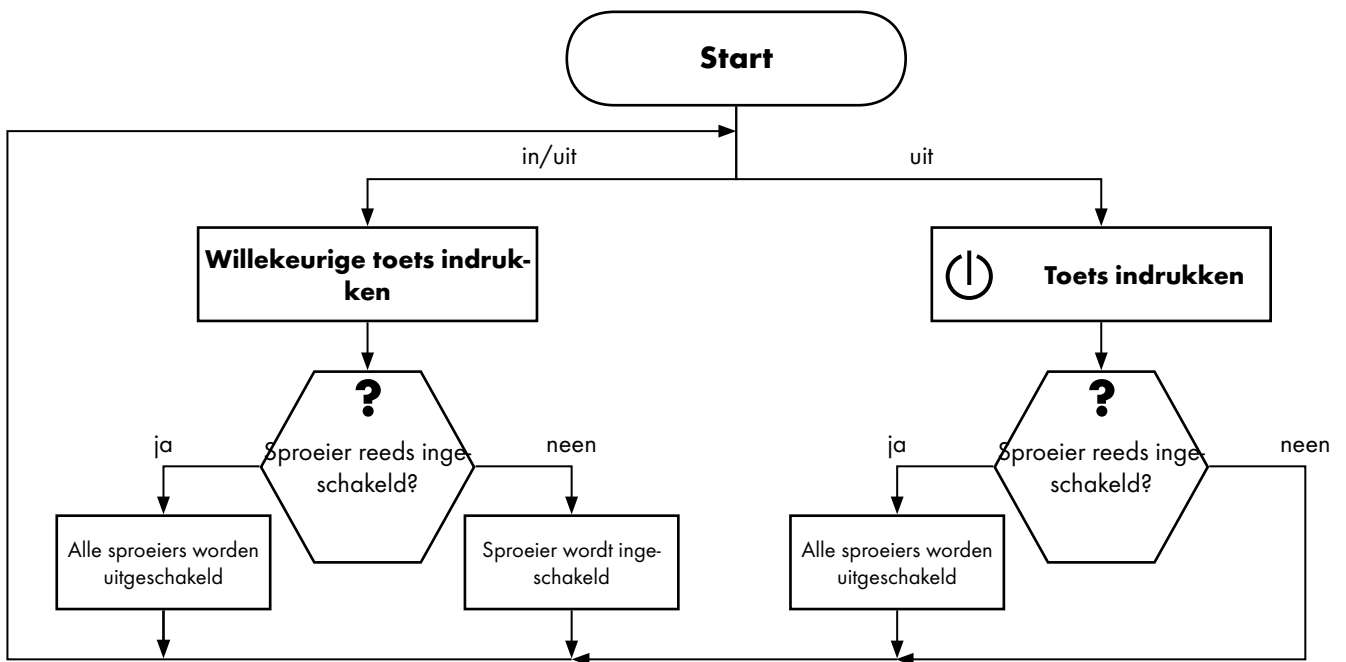 Start
in/uit
uit
Willekeurige toets indruk-
ken
Toets indrukken
?
Sproeier reeds inge-
schakeld?
ja
neen
?
Sproeier reeds inge-
schakeld?
ja
neen
Alle sproeiers worden
uitgeschakeld
Sproeier wordt inge-
schakeld
Alle sproeiers worden
uitgeschakeld